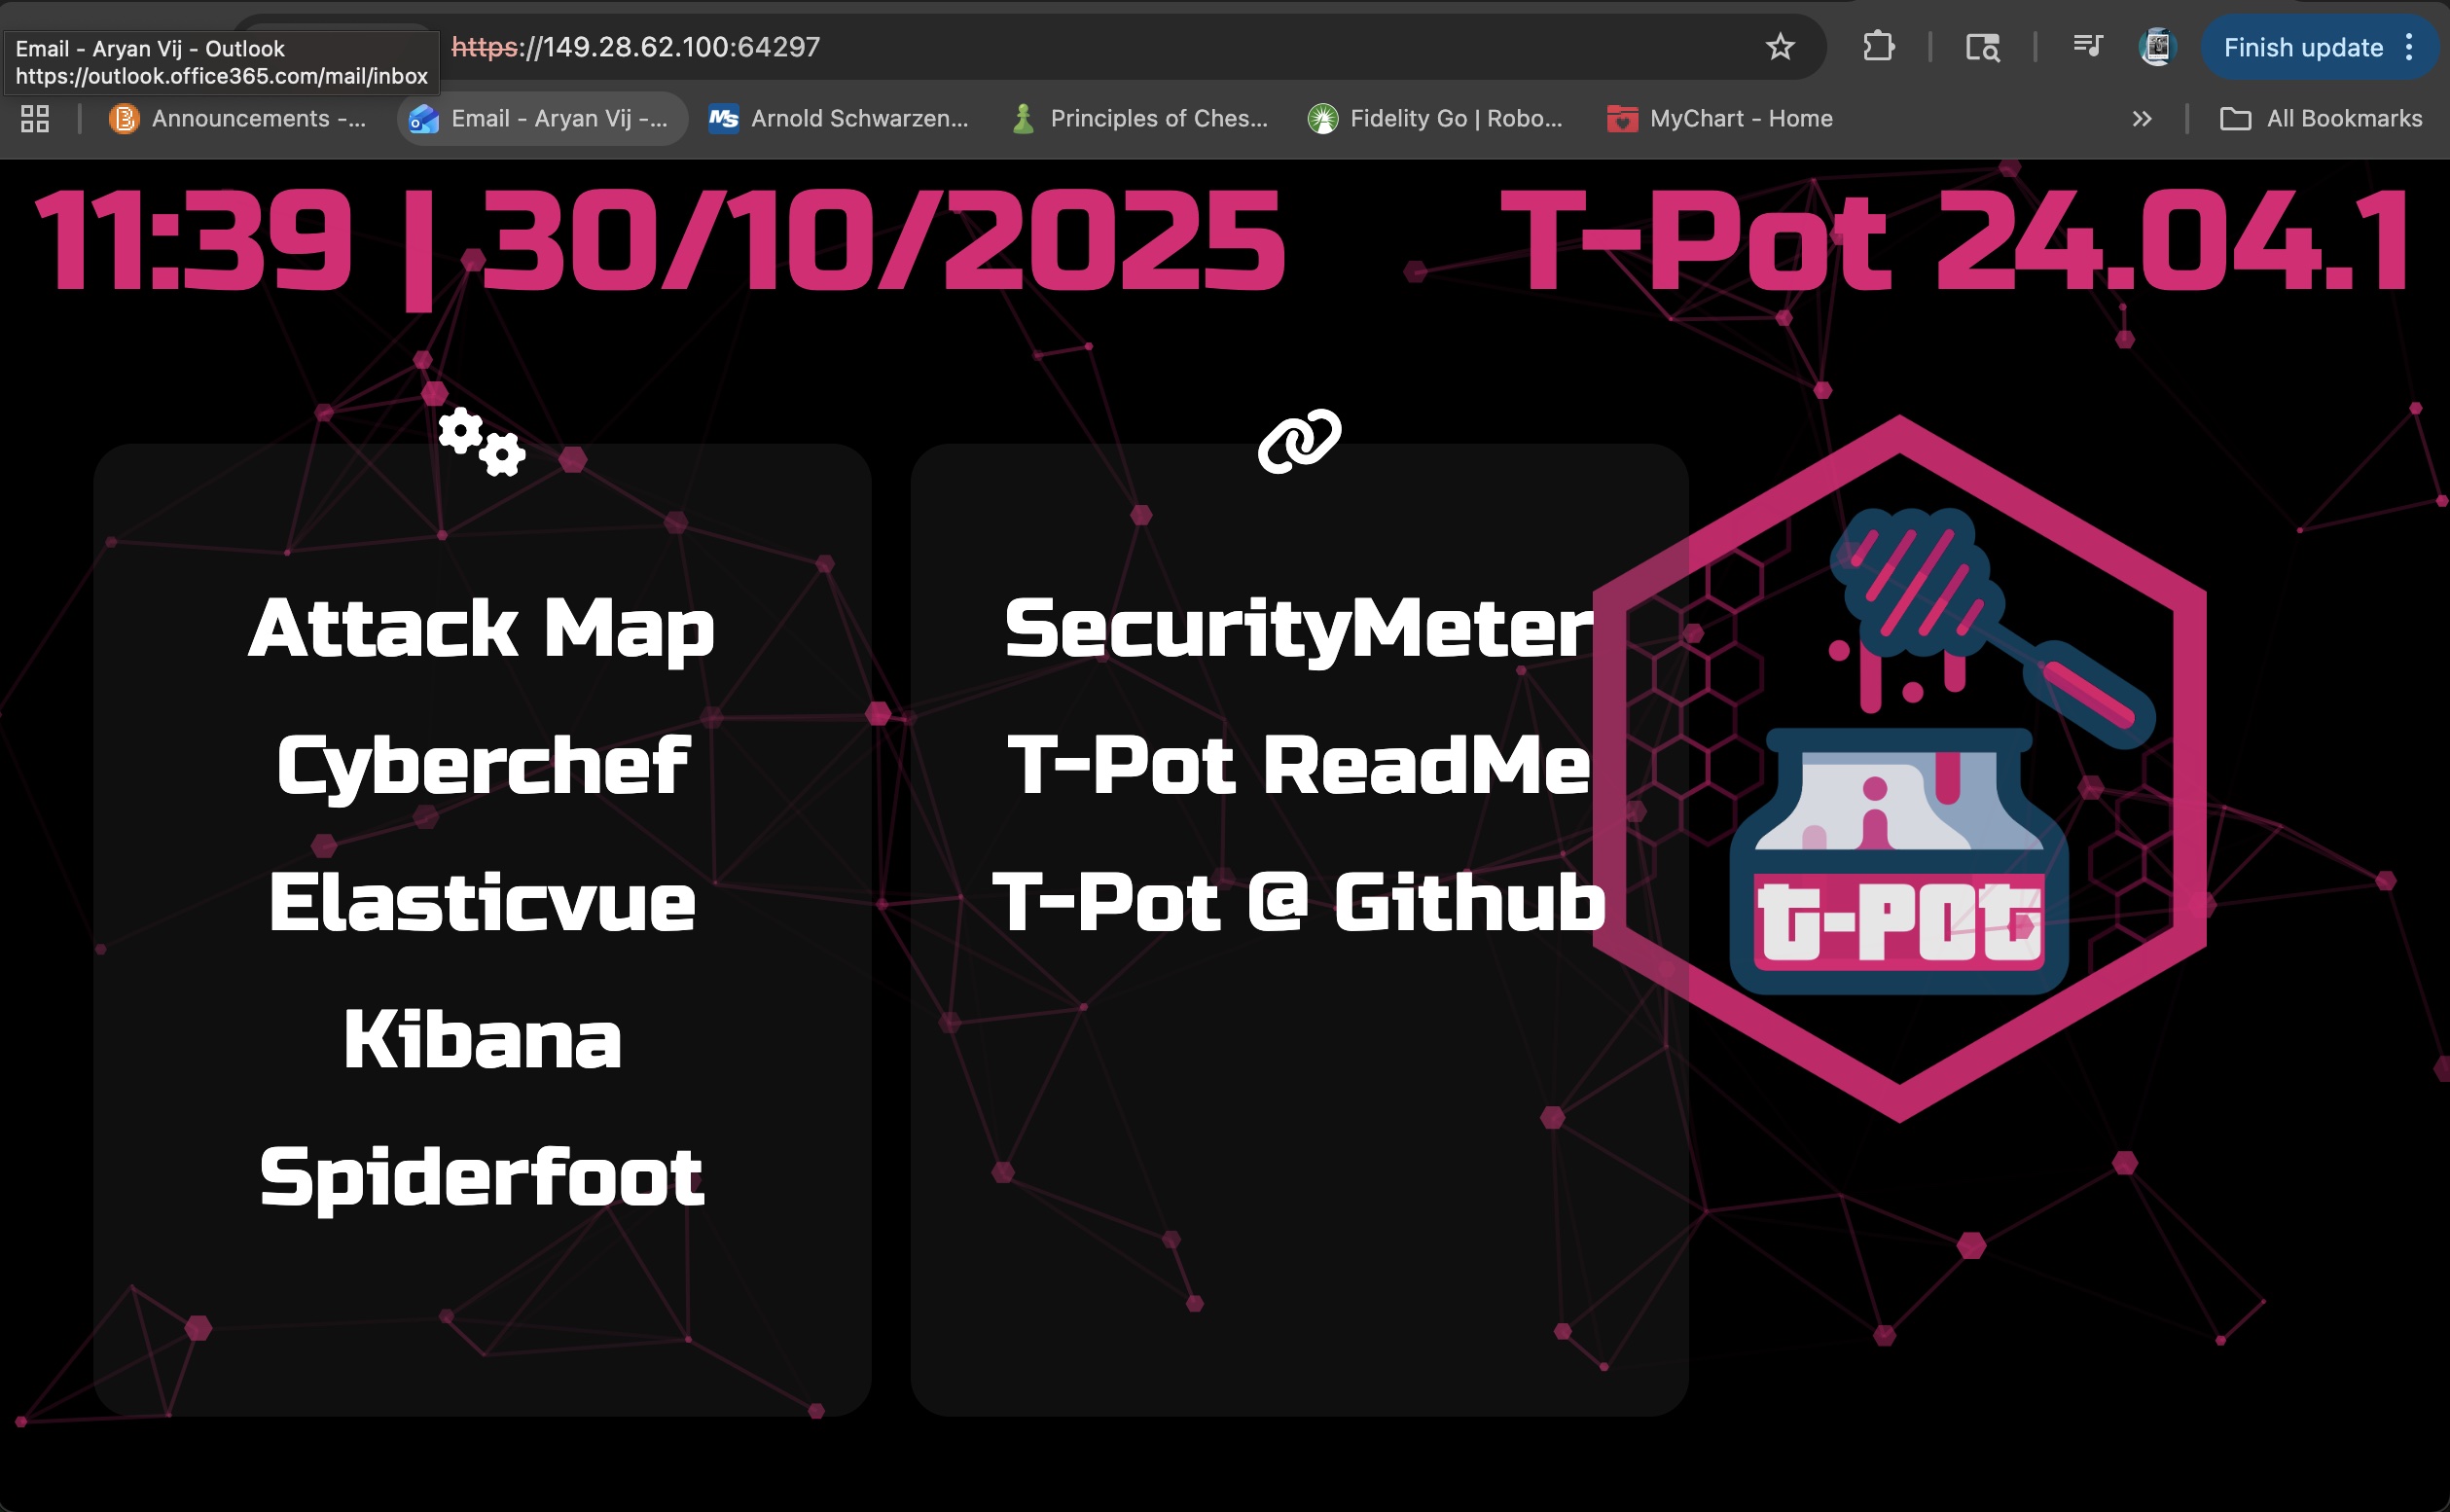 Email - Aryan Vij - Outlook
https://outlook.office365.com/mail/inbox
https://149.28.62.100:64297
Finish update
Announcements -...
Email - Aryan Vij -...
Arnold Schwarzen...
Principles of Ches...
Fidelity Go | Robo...
MyChart - Home
All Bookmarks
11:39 | 30/10/2025
T-Pot 24.04.1
Attack Map
Cyberchef
Elasticvue
Kibana
Spiderfoot
SecurityMeter
T-Pot ReadMe
T-Pot @ Github
T-POT